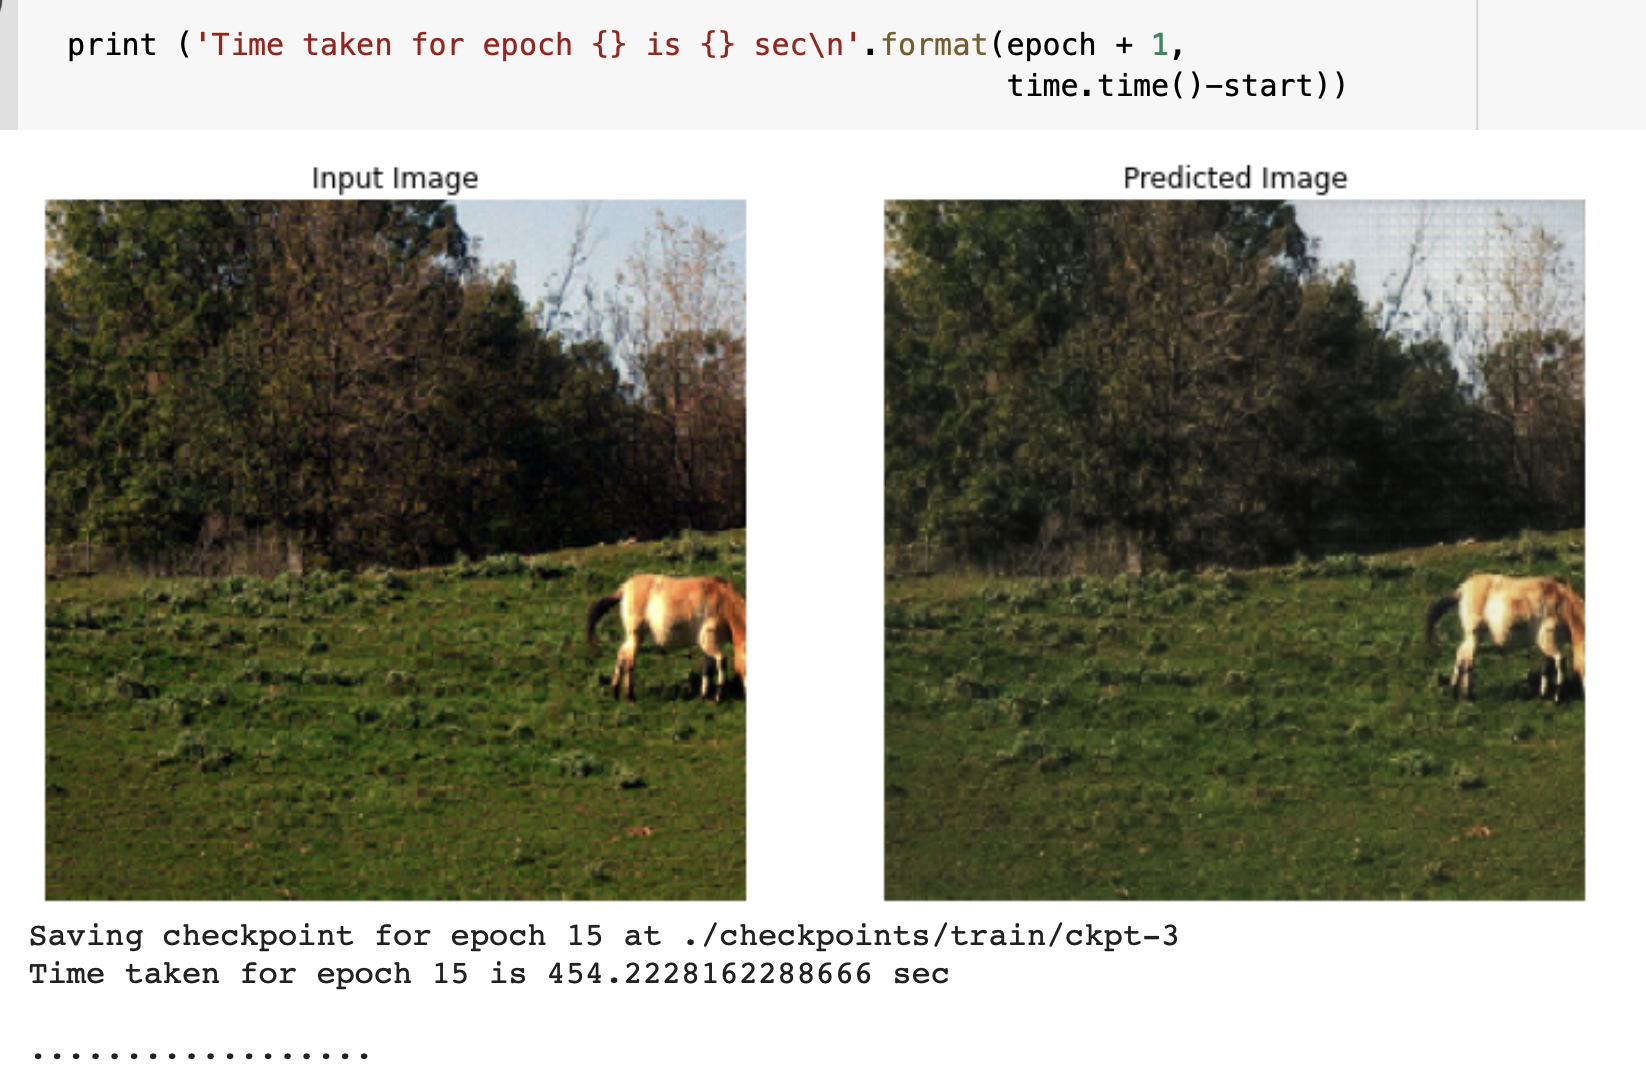 print ('Time taken for epoch {} is {} sec\n'.format(epoch + 1,
time.time()-start))
Input Image
Predicted Image
Saving checkpoint for epoch 15 at ./checkpoints/train/ckpt-3
Time taken for epoch 15 is 454.2228162288666 sec
..................